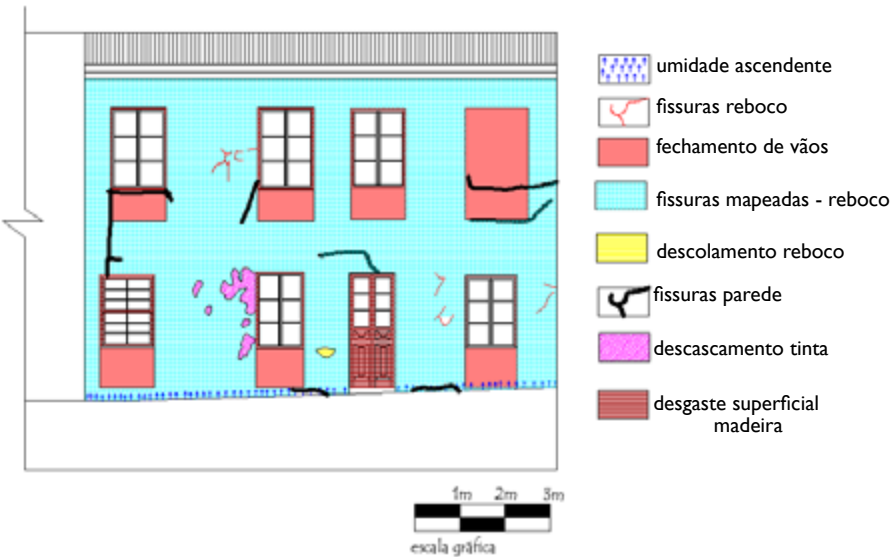 umidade ascendente
fissuras reboco
fechamento de vãos
fissuras mapeadas - reboco
descolamento reboco
fissuras parede
descascamento tinta
desgaste superficial
madeira
1m 2m 3m
escala gráfica